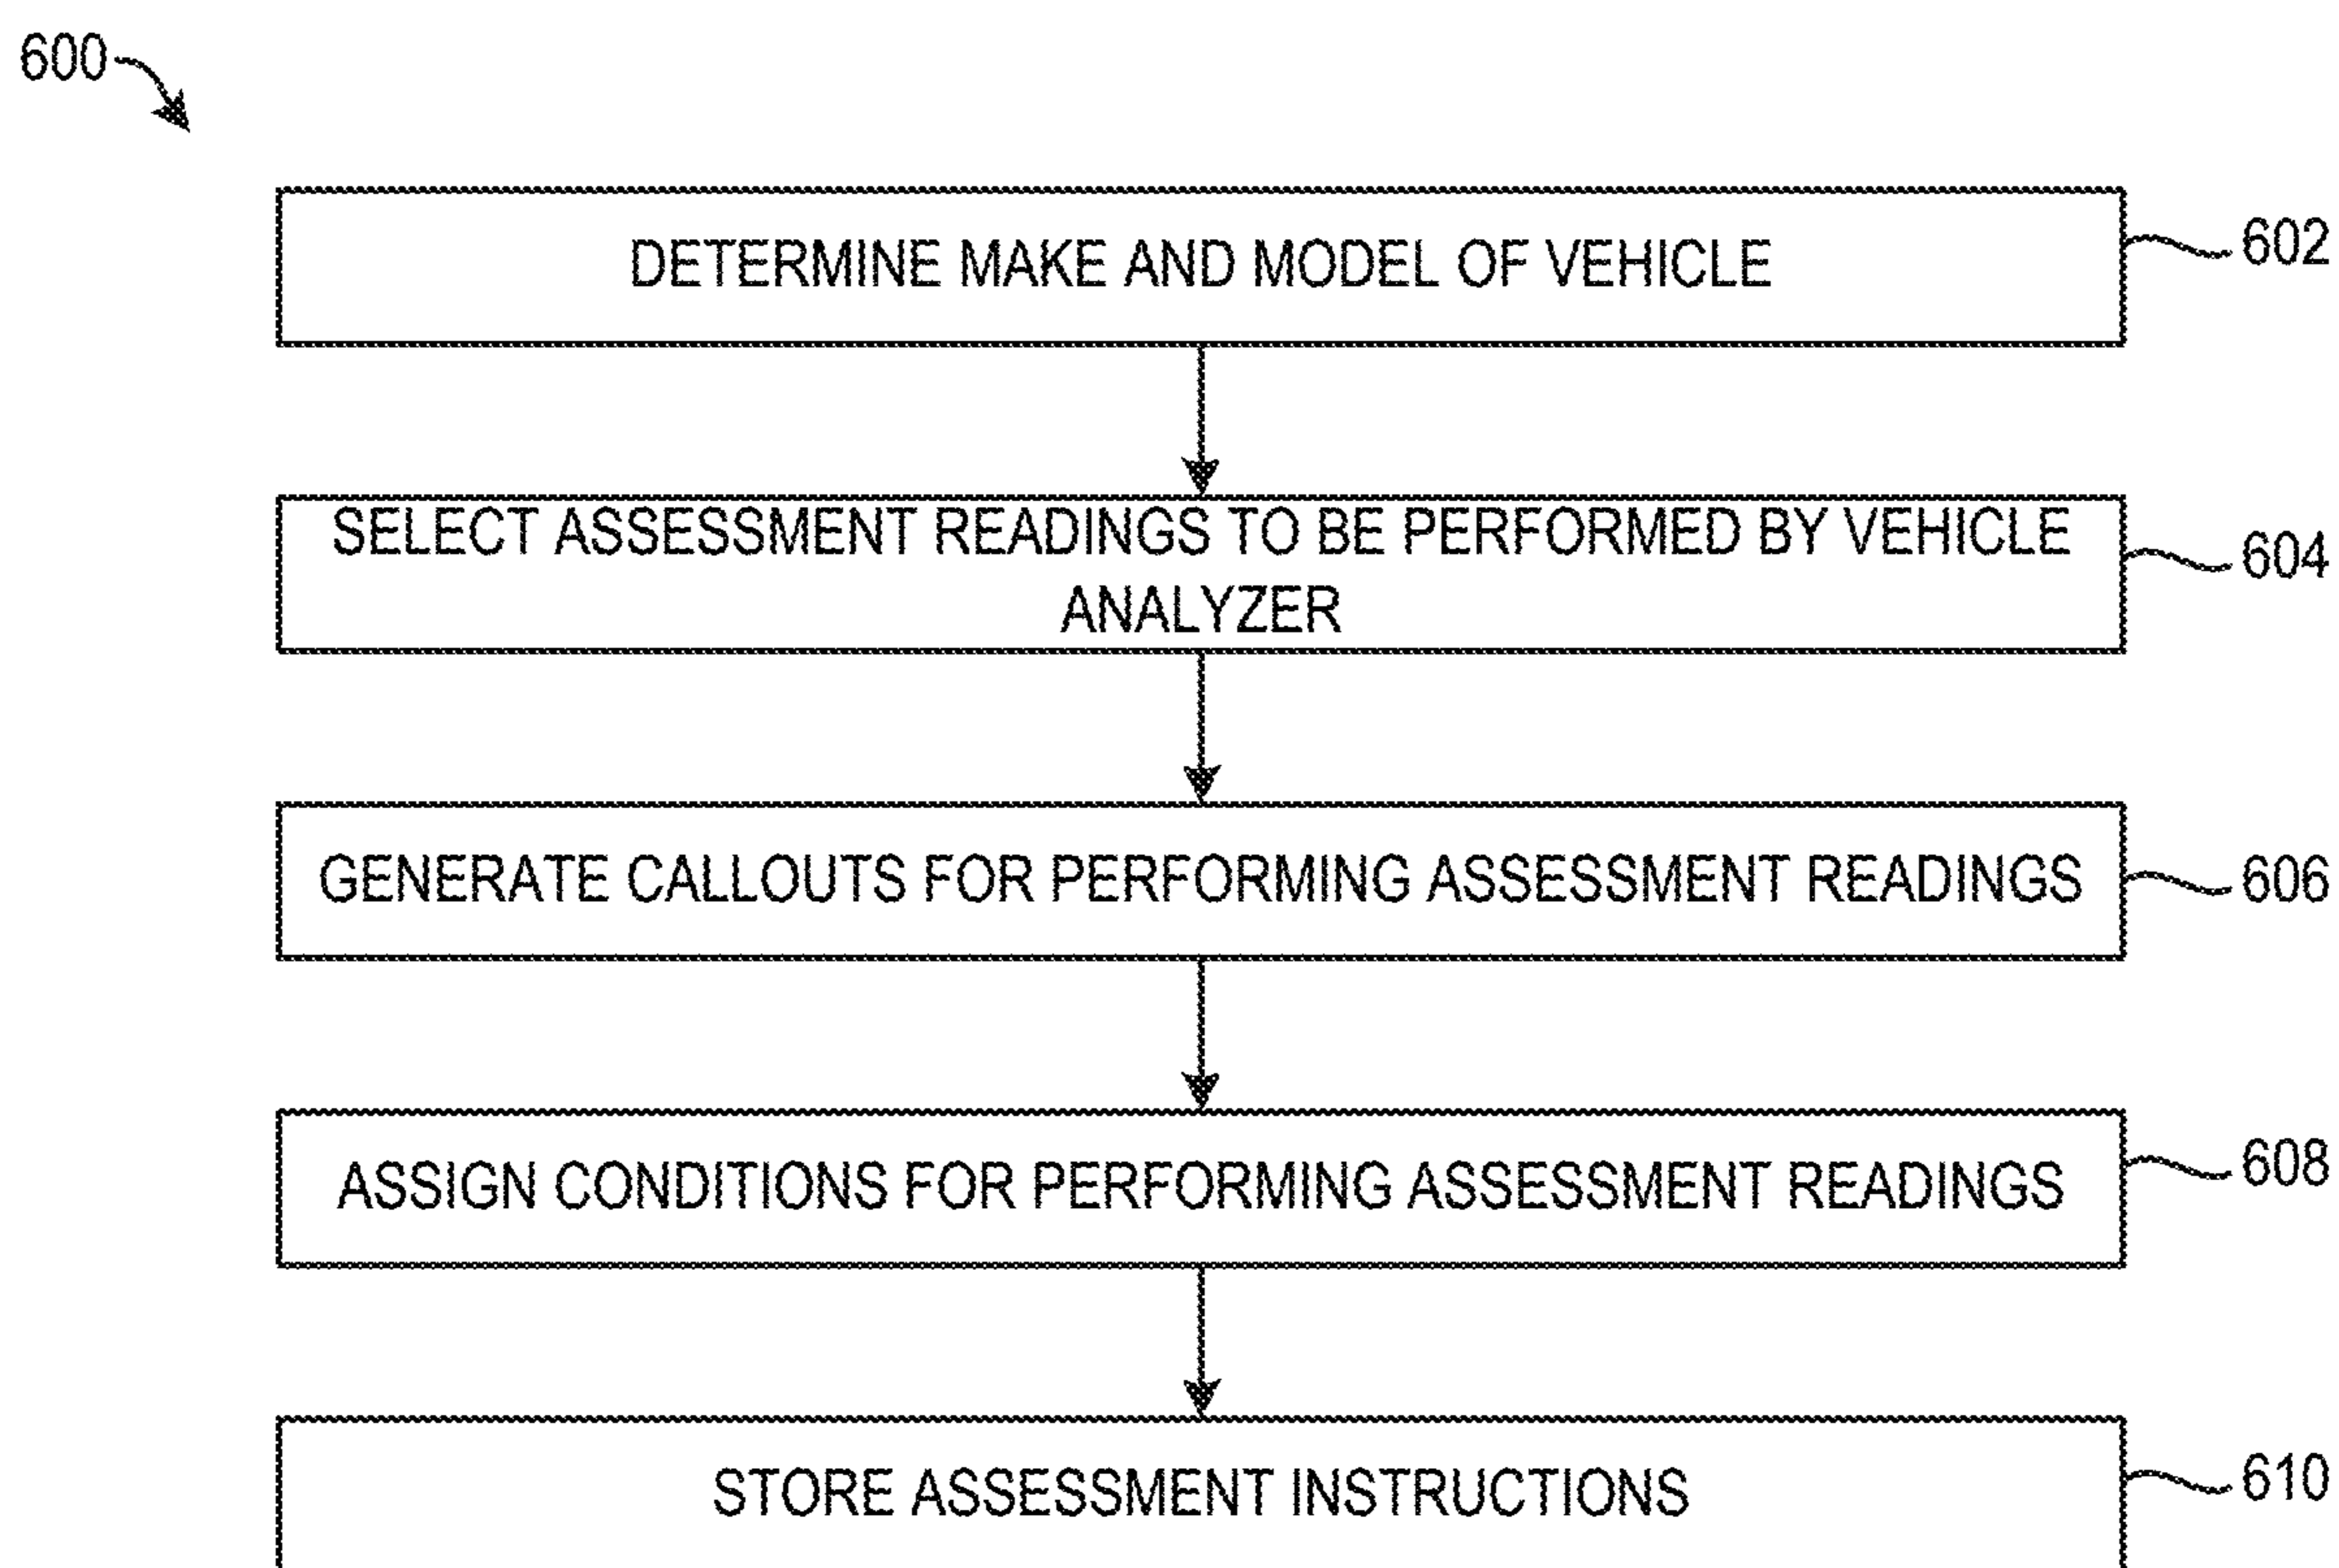 600
DETERMINE MAKE AND MODEL OF VEHICLE
602
SELECT ASSESSMENT READINGS TO BE PERFORMED BY VEHICLE
ANALYZER
604
GENERATE CALLOUTS FOR PERFORMING ASSESSMENT READINGS
606
ASSIGN CONDITIONS FOR PERFORMING ASSESSMENT READINGS
608
STORE ASSESSMENT INSTRUCTIONS
610